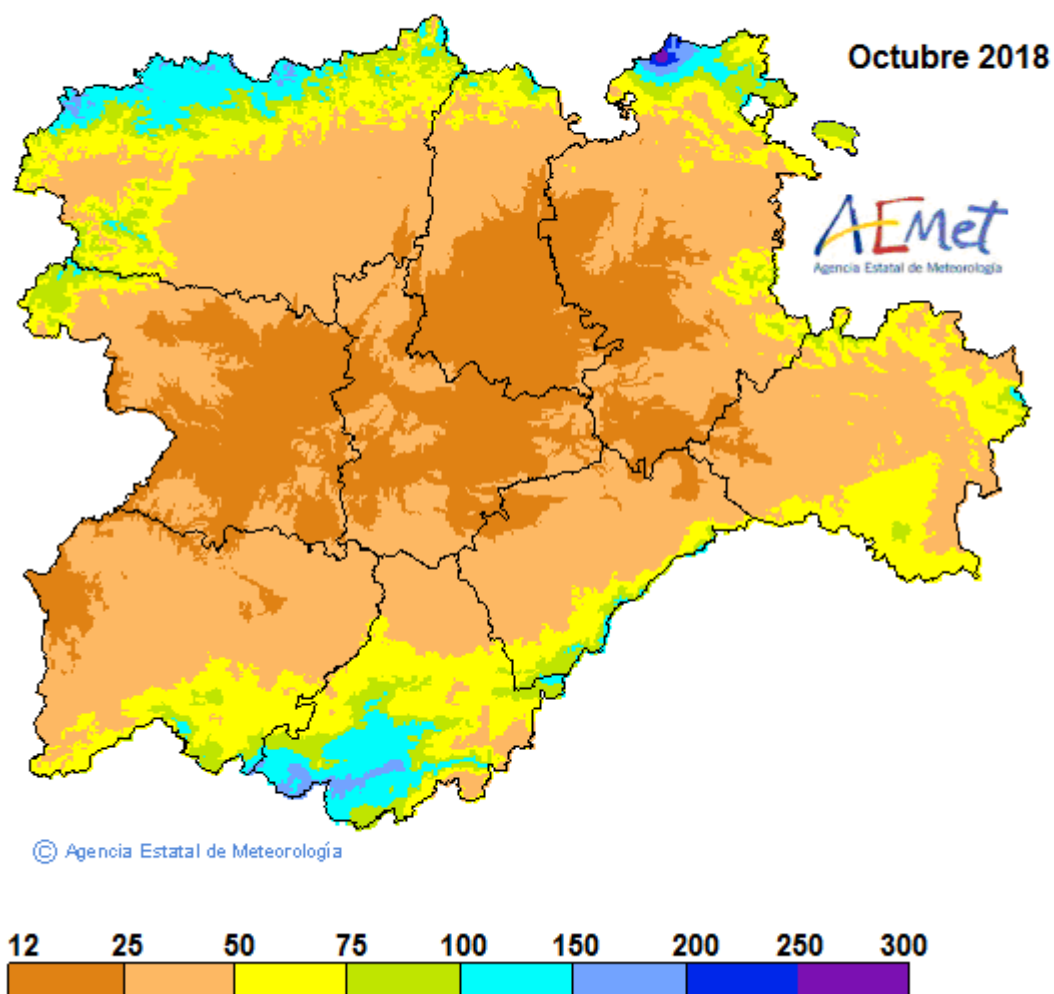 Octubre 2018
AEMet
Agencia Estatal de Meteorología
© Agencia Estatal de Meteorología
12 25 50 75 100 150 200 250 300